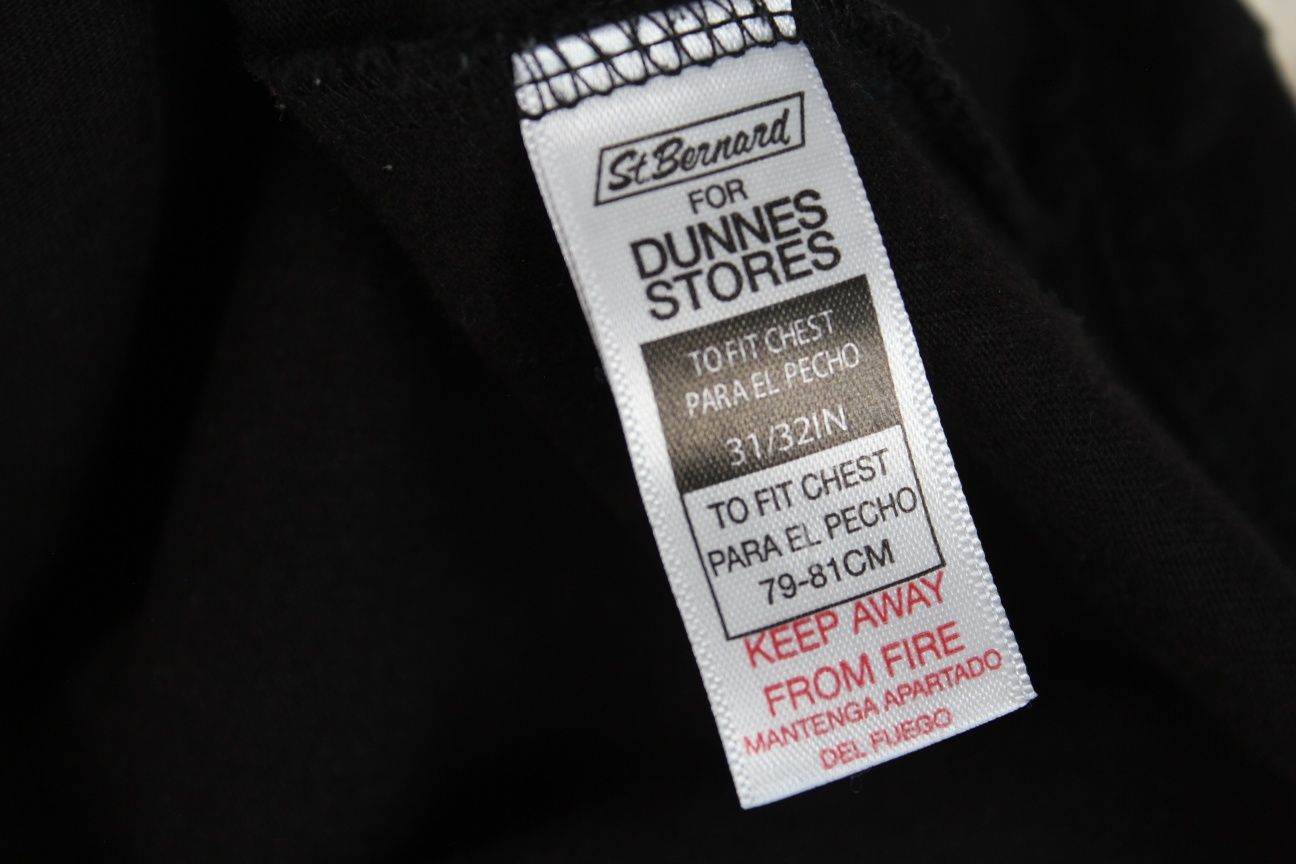 St.Bernard
FOR
DUNNES
STORES
TO FIT CHEST
PARA EL PECHO
31/32IN
TO FIT CHEST
PARA EL PECHO
79-81CM
KEEP AWAY
FROM FIRE
MANTENGA APARTADO
DEL FUEGO